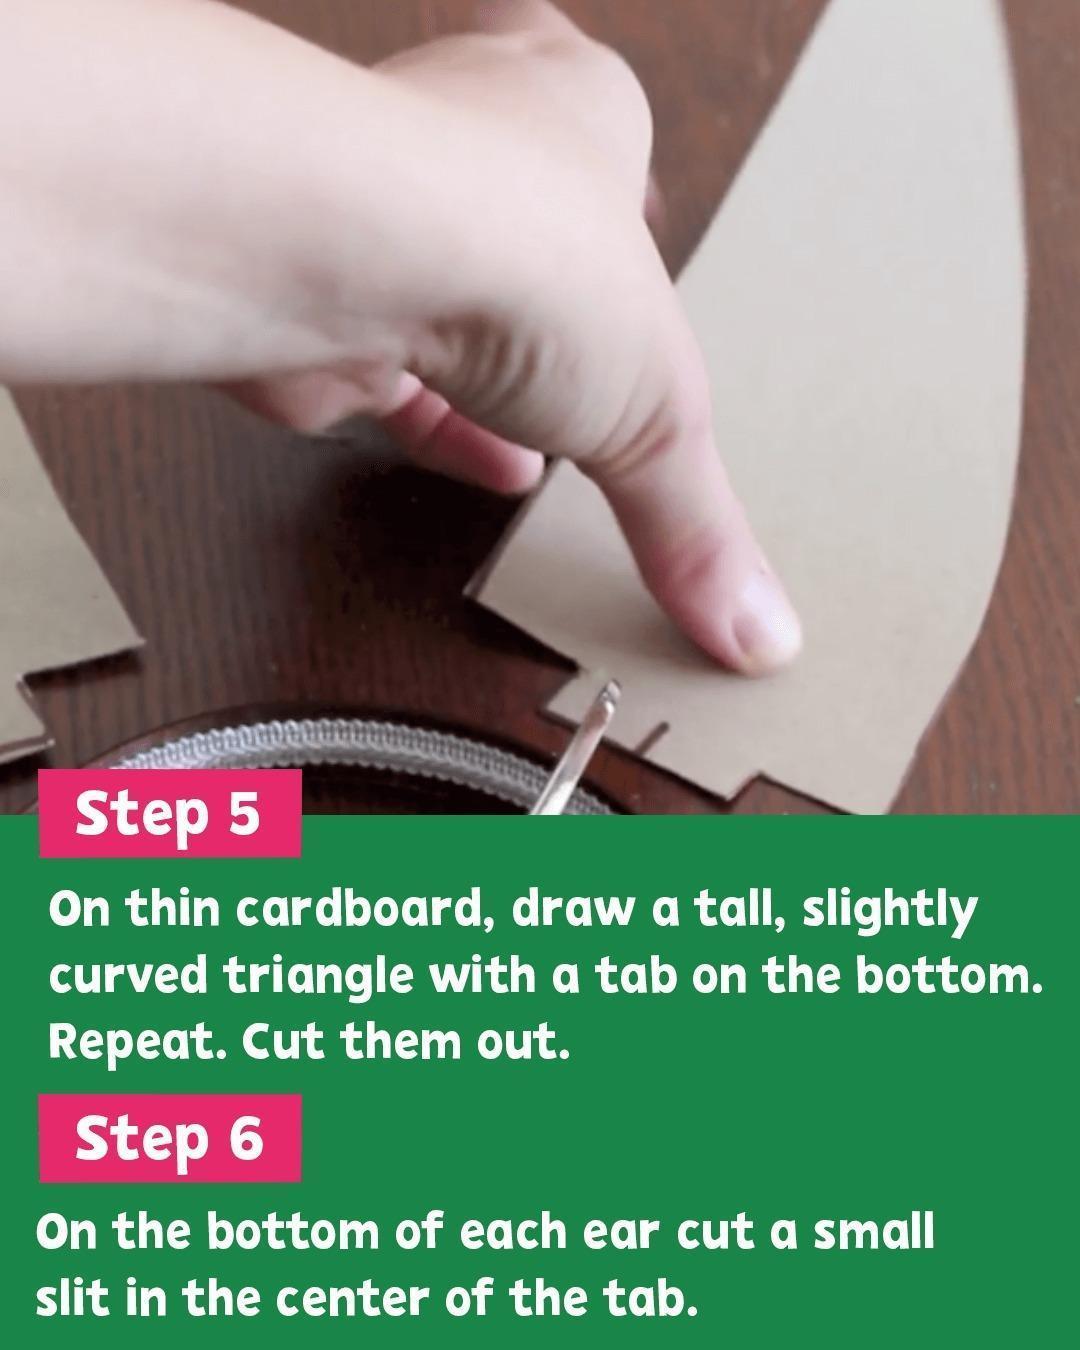 Step 5
On thin cardboard, draw a tall, slightly
curved triangle with a tab on the bottom.
Repeat. Cut them out.
Step 6
On the bottom of each ear cut a small
slit in the center of the tab.